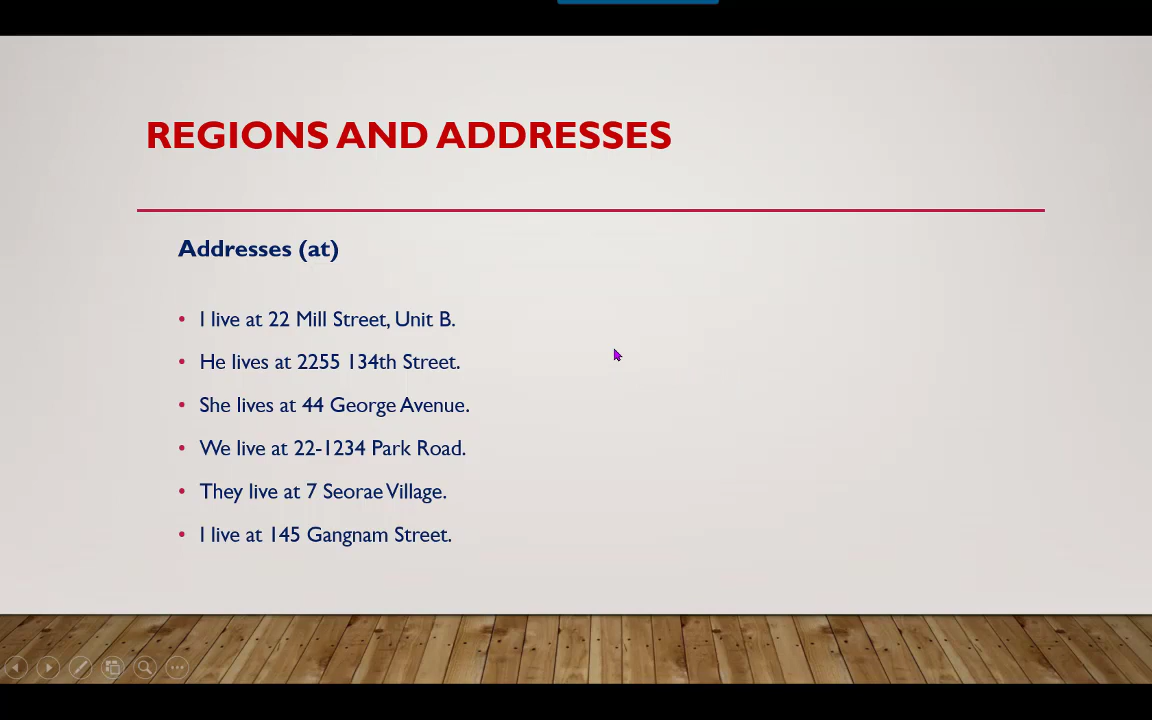 REGIONS AND ADDRESSES
Addresses (at)
• I live at 22 Mill Street, Unit B.
• He lives at 2255 134th Street.
• She lives at 44 George Avenue.
• We live at 22-1234 Park Road.
• They live at 7 Seorae Village.
• I live at 145 Gangnam Street.